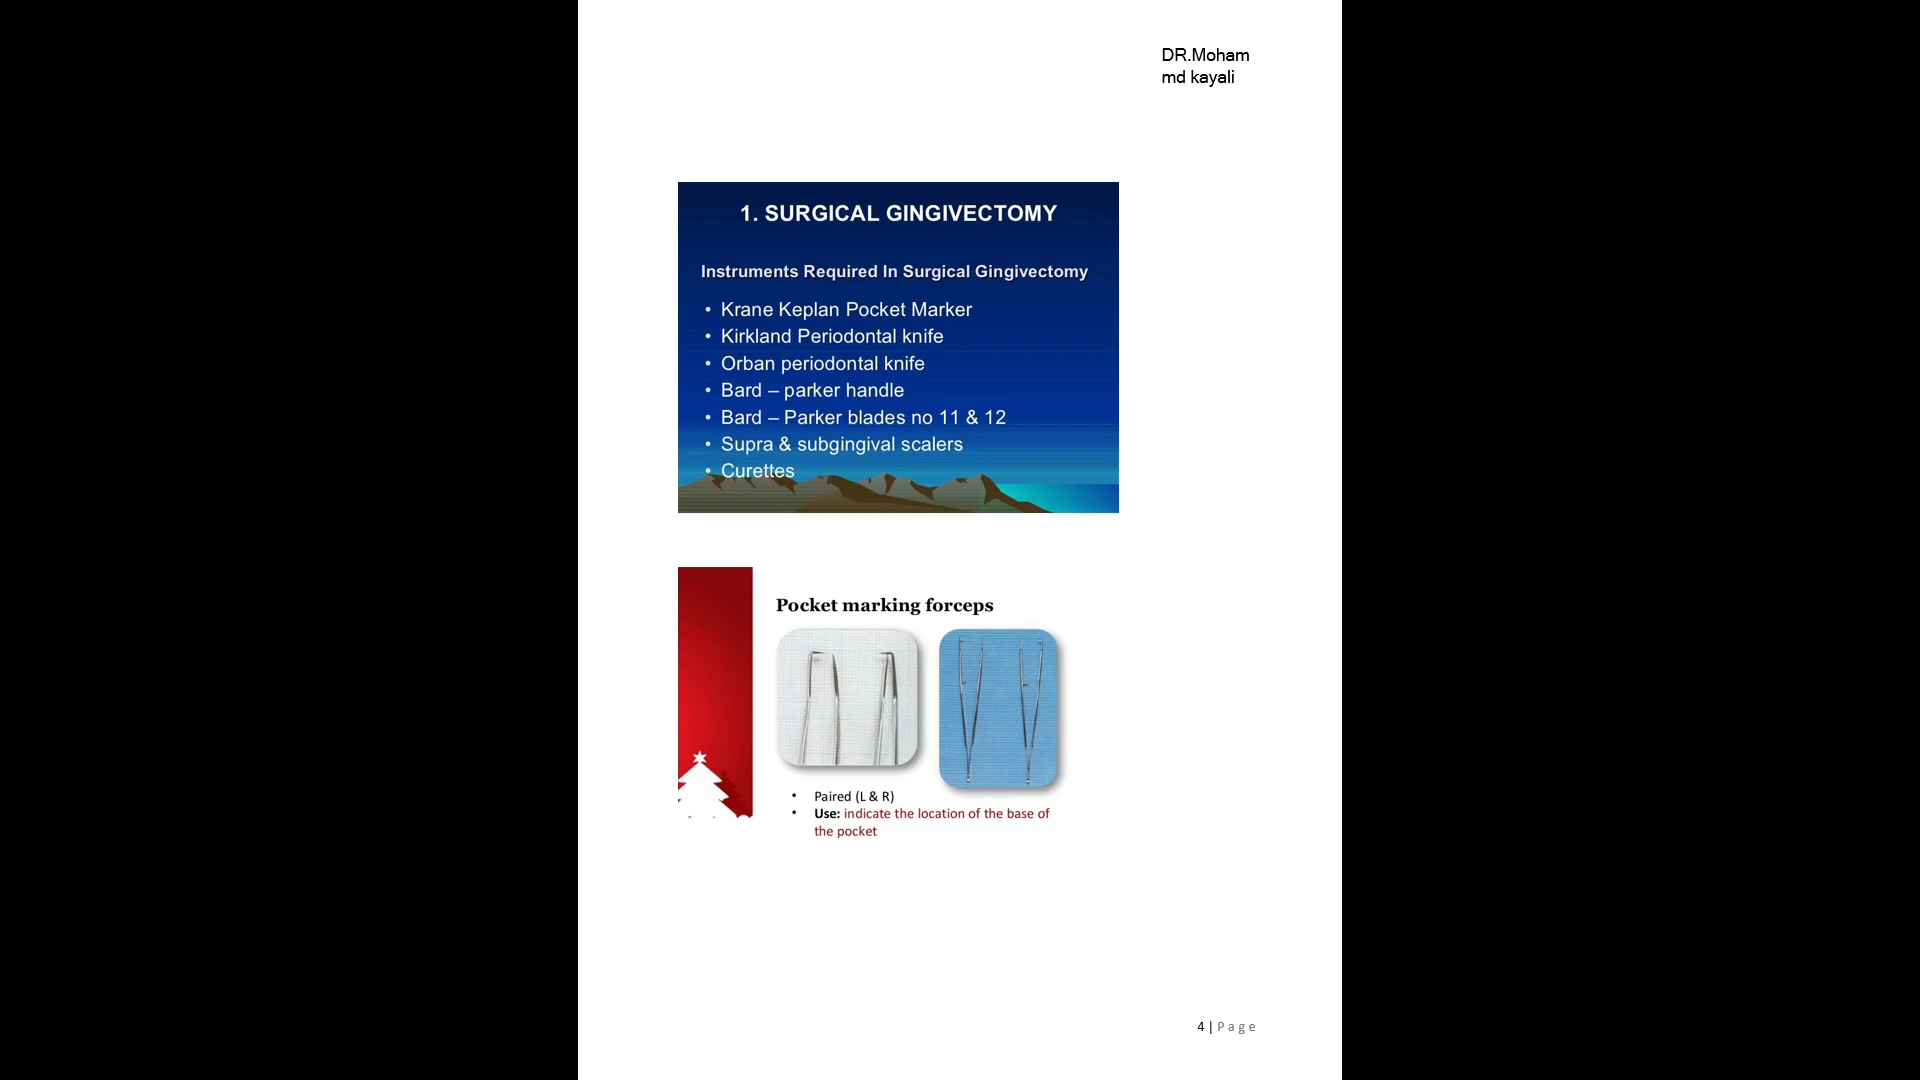 DR.Moham
md kayali
1. SURGICAL GINGIVECTOMY
Instruments Required In Surgical Gingivectomy
• Krane Keplan Pocket Marker
• Kirkland Periodontal knife
• Orban periodontal knife
• Bard – parker handle
• Bard – Parker blades no 11 & 12
• Supra & subgingival scalers
• Curettes
Pocket marking forceps
• Paired (L & R)
• Use: indicate the location of the base of
the pocket
4 | Page